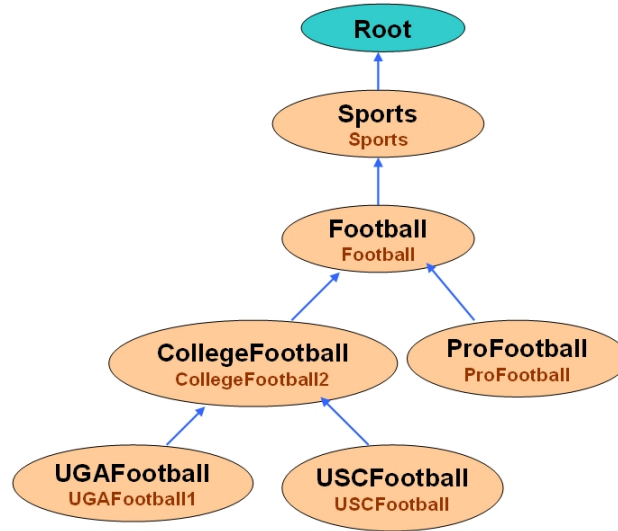 Root
Sports
Sports
Football
Football
CollegeFootball
CollegeFootball2
ProFootball
ProFootball
UGAFootball
UGAFootball1
USCFootball
USCFootball